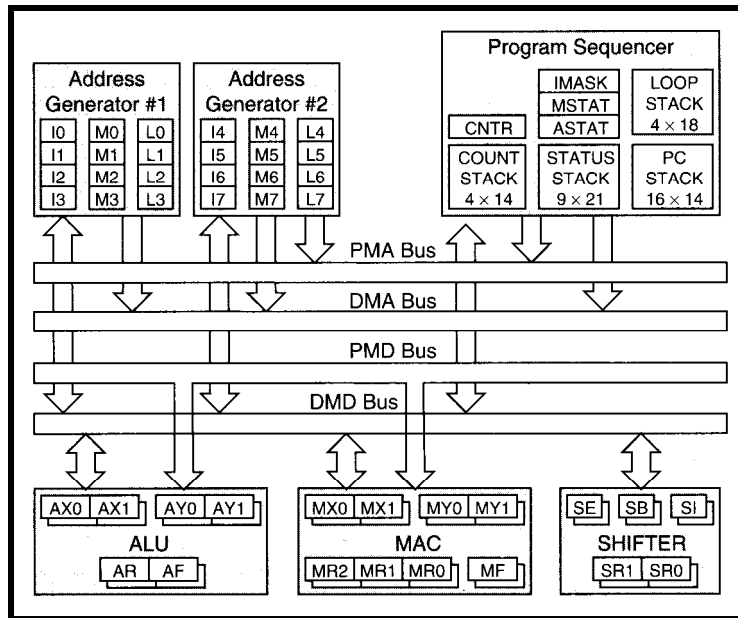 Address
Generator #1
I0 M0 L0
I1 M1 L1
I2 M2 L2
I3 M3 L3
Address
Generator #2
I4 M4 L4
I5 M5 L5
I6 M6 L6
I7 M7 L7
Program Sequencer
IMASK
MSTAT
ASTAT
CNTR
LOOP
STACK
4 × 18
COUNT
STACK
4 × 14
STATUS
STACK
9 × 21
PC
STACK
16 × 14
PMA Bus
DMA Bus
PMD Bus
DMD Bus
AX0 AX1 AY0 AY1
ALU
AR AF
MX0 MX1 MY0 MY1
MAC
MR2 MR1 MR0 MF
SE SB SI
SHIFTER
SR1 SR0